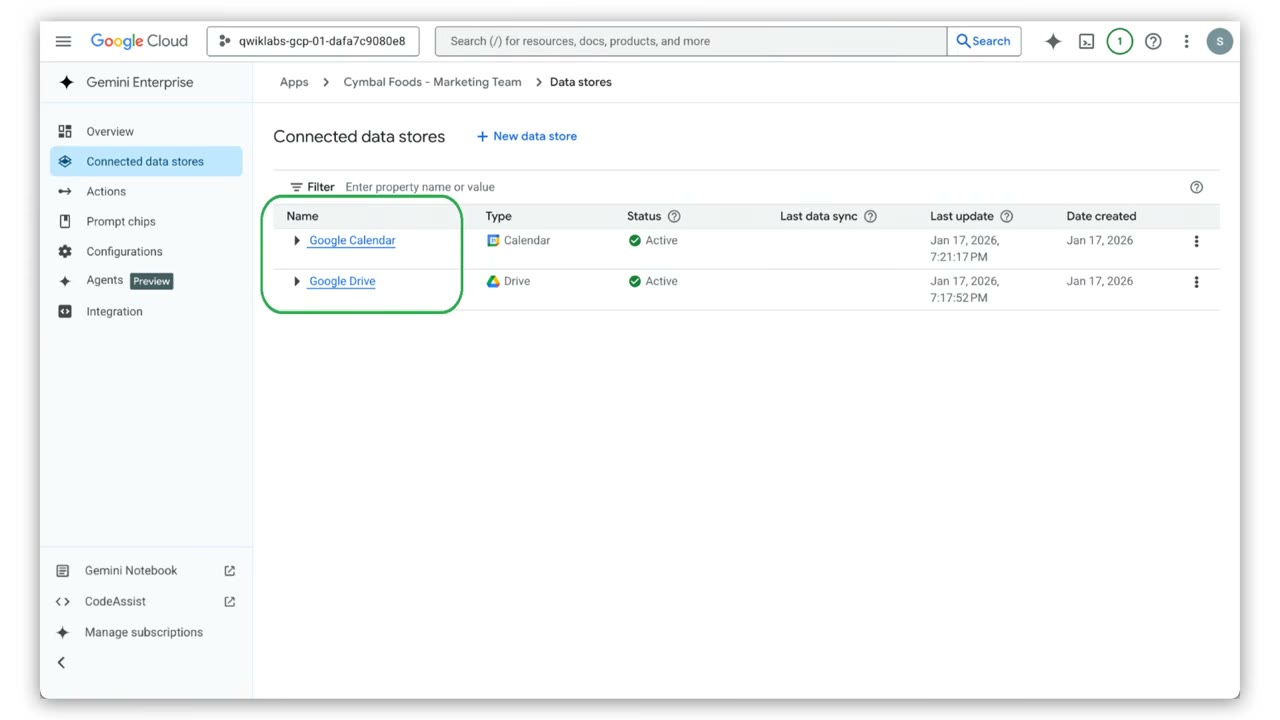 Google Cloud
qwiklabs-gcp-01-dafa7c9080e8
Search (/) for resources, docs, products, and more
Search
1
S
Gemini Enterprise
Apps
Cymbal Foods - Marketing Team
Data stores
Overview
Connected data stores
Actions
Prompt chips
Configurations
Agents Preview
Integration
Connected data stores
+ New data store
Filter Enter property name or value
Name Type Status Last data sync Last update Date created
Google Calendar Calendar Active Jan 17, 2026, Jan 17, 2026
7:21:17 PM
Google Drive Drive Active Jan 17, 2026, Jan 17, 2026
7:17:52 PM
Gemini Notebook
CodeAssist
Manage subscriptions